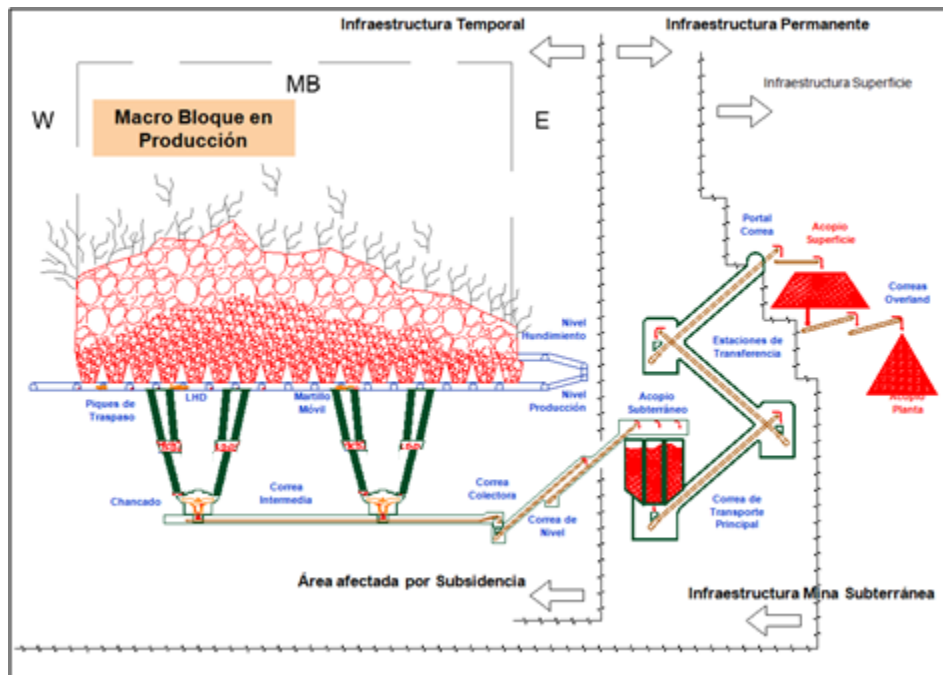 Infraestructura Temporal
Infraestructura Permanente
MB
Infraestructura Superficie
W
Macro Bloque en
Producción
E
Portal
Correa
Acopio
Superficie
Correas
Overland
Nivel
Hundimiento
Estaciones de
Transferencia
Piques de
Traspaso
LHD
Martillo
Móvil
Nivel
Producción
Acopio
Subterráneo
Acopio
Planta
Chancado
Correa
Intermedia
Correa
Colectora
Correa de
Nivel
Correa de
Transporte
Principal
Área afectada por Subsidencia
Infraestructura Mina Subterránea